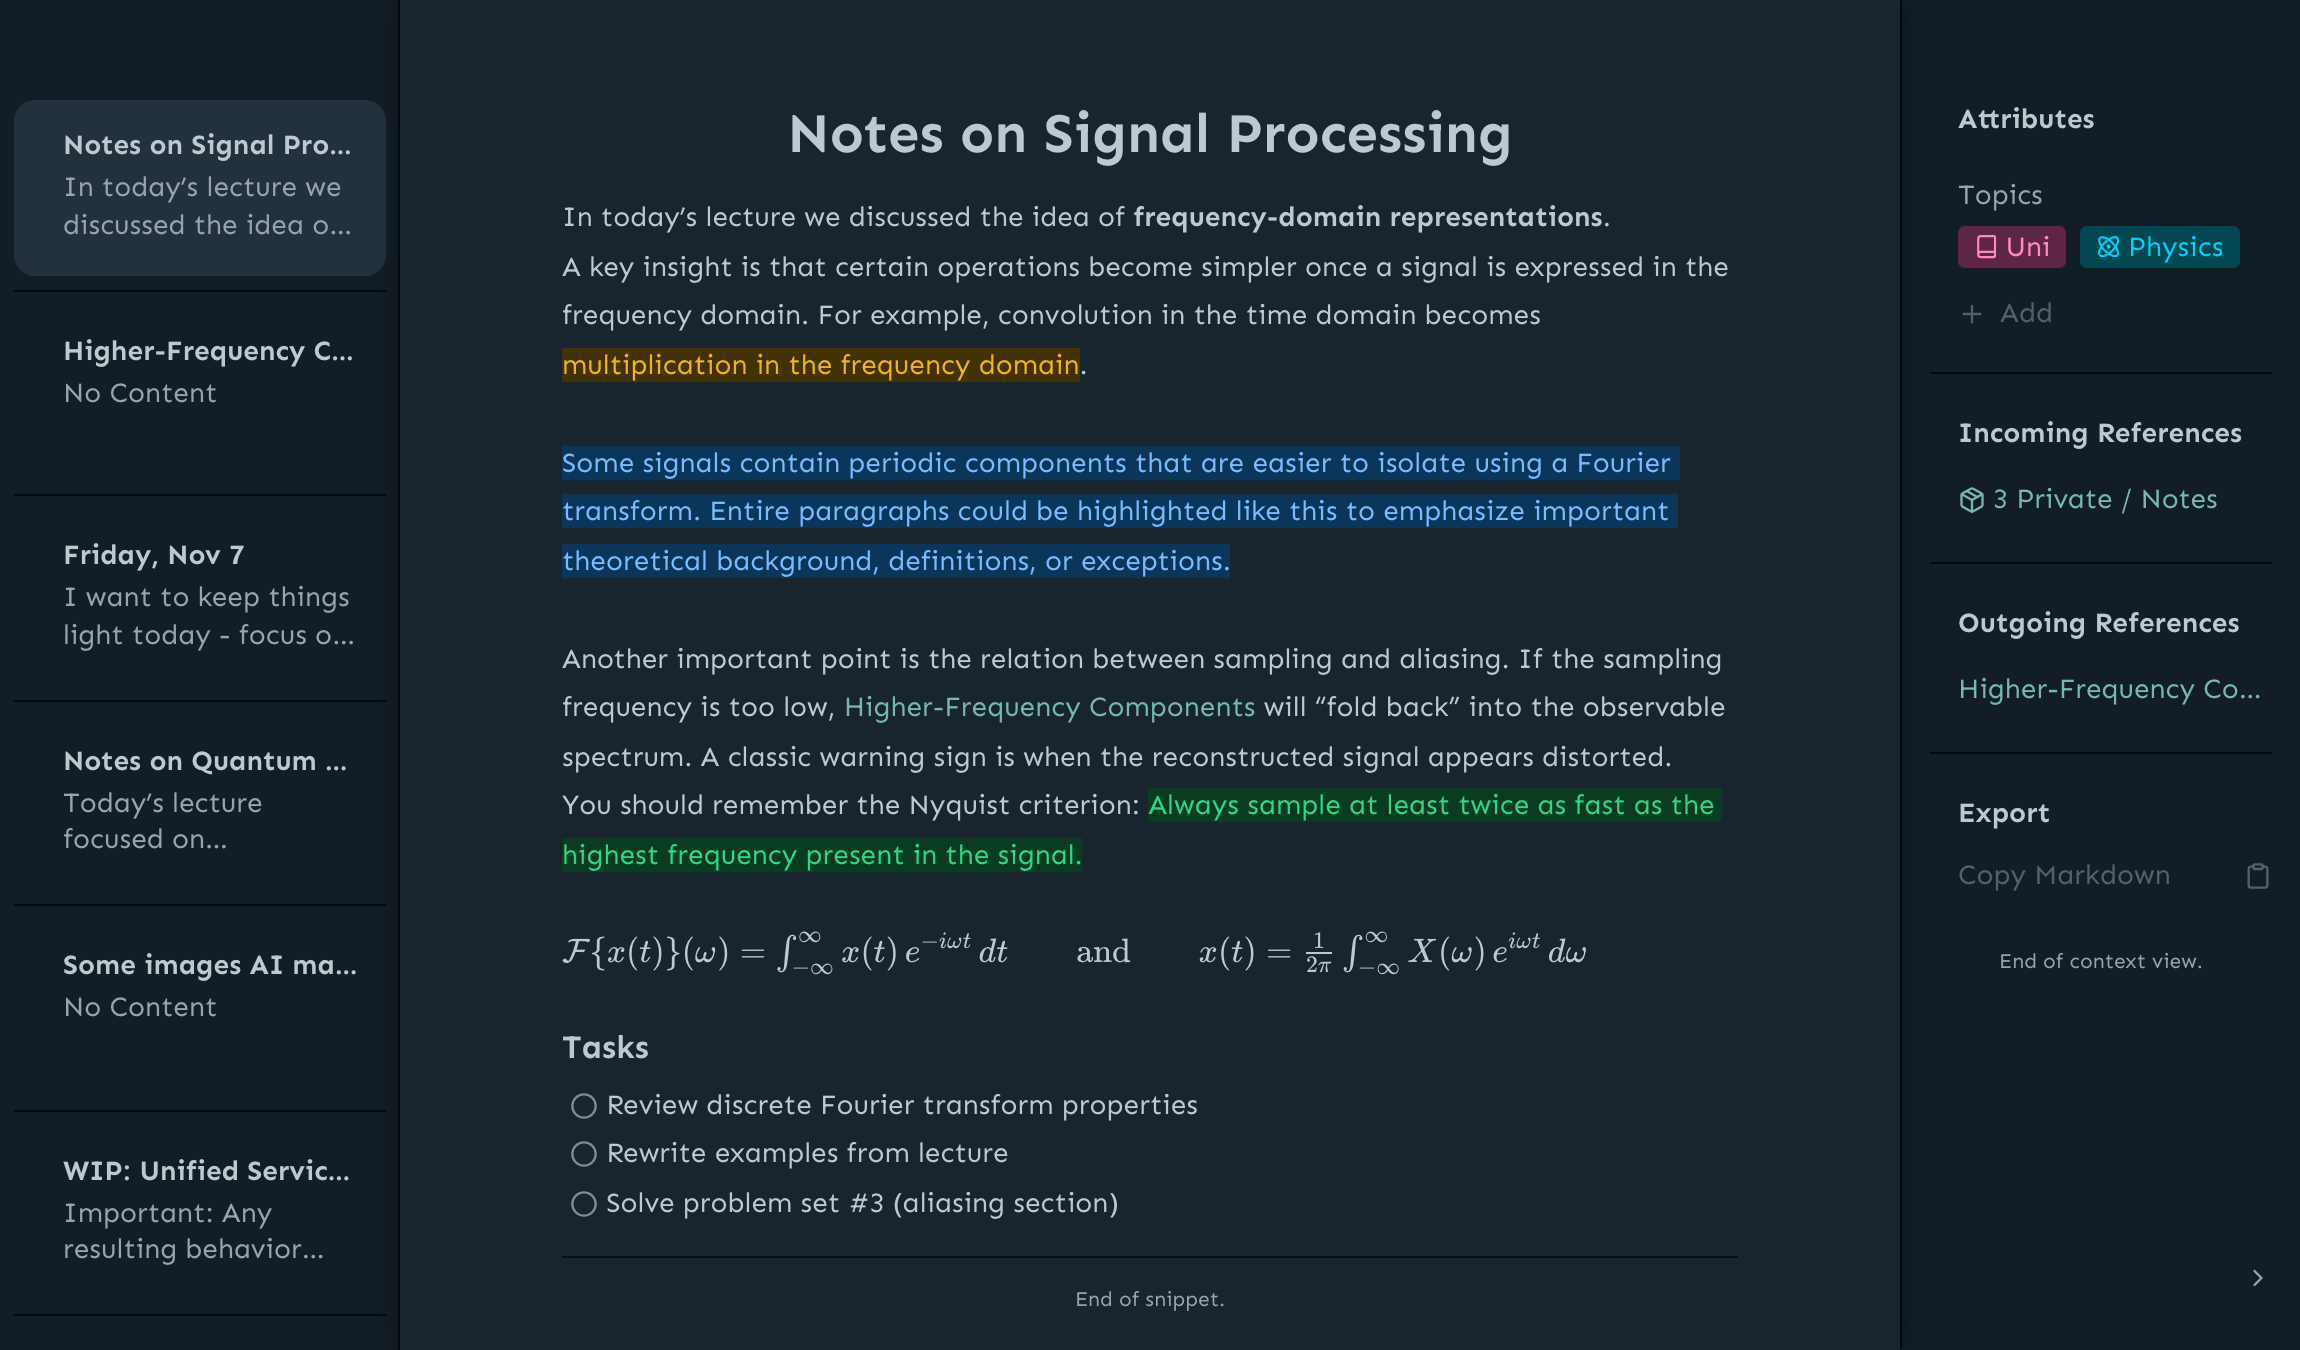 Notes on Signal Pro...
In today's lecture we
discussed the idea o...
Higher-Frequency C...
No Content
Friday, Nov 7
I want to keep things
light today - focus o...
Notes on Quantum ...
Today's lecture
focused on...
Some images AI ma...
No Content
WIP: Unified Servic...
Important: Any
resulting behavior...
Notes on Signal Processing
In today's lecture we discussed the idea of frequency-domain representations.
A key insight is that certain operations become simpler once a signal is expressed in the
frequency domain. For example, convolution in the time domain becomes
multiplication in the frequency domain.
Some signals contain periodic components that are easier to isolate using a Fourier
transform. Entire paragraphs could be highlighted like this to emphasize important
theoretical background, definitions, or exceptions.
Another important point is the relation between sampling and aliasing. If the sampling
frequency is too low, Higher-Frequency Components will “fold back” into the observable
spectrum. A classic warning sign is when the reconstructed signal appears distorted.
You should remember the Nyquist criterion: Always sample at least twice as fast as the
highest frequency present in the signal.
ℱ{x(t)}(ω) = ∫_{-∞}^{∞} x(t) e^{-iωt} dt and x(t) = \frac{1}{2π} ∫_{-∞}^{∞} X(ω) e^{iωt} dω
Tasks
Review discrete Fourier transform properties
Rewrite examples from lecture
Solve problem set #3 (aliasing section)
End of snippet.
Attributes
Topics
Uni Physics
+ Add
Incoming References
3 Private / Notes
Outgoing References
Higher-Frequency Co...
Export
Copy Markdown
End of context view.